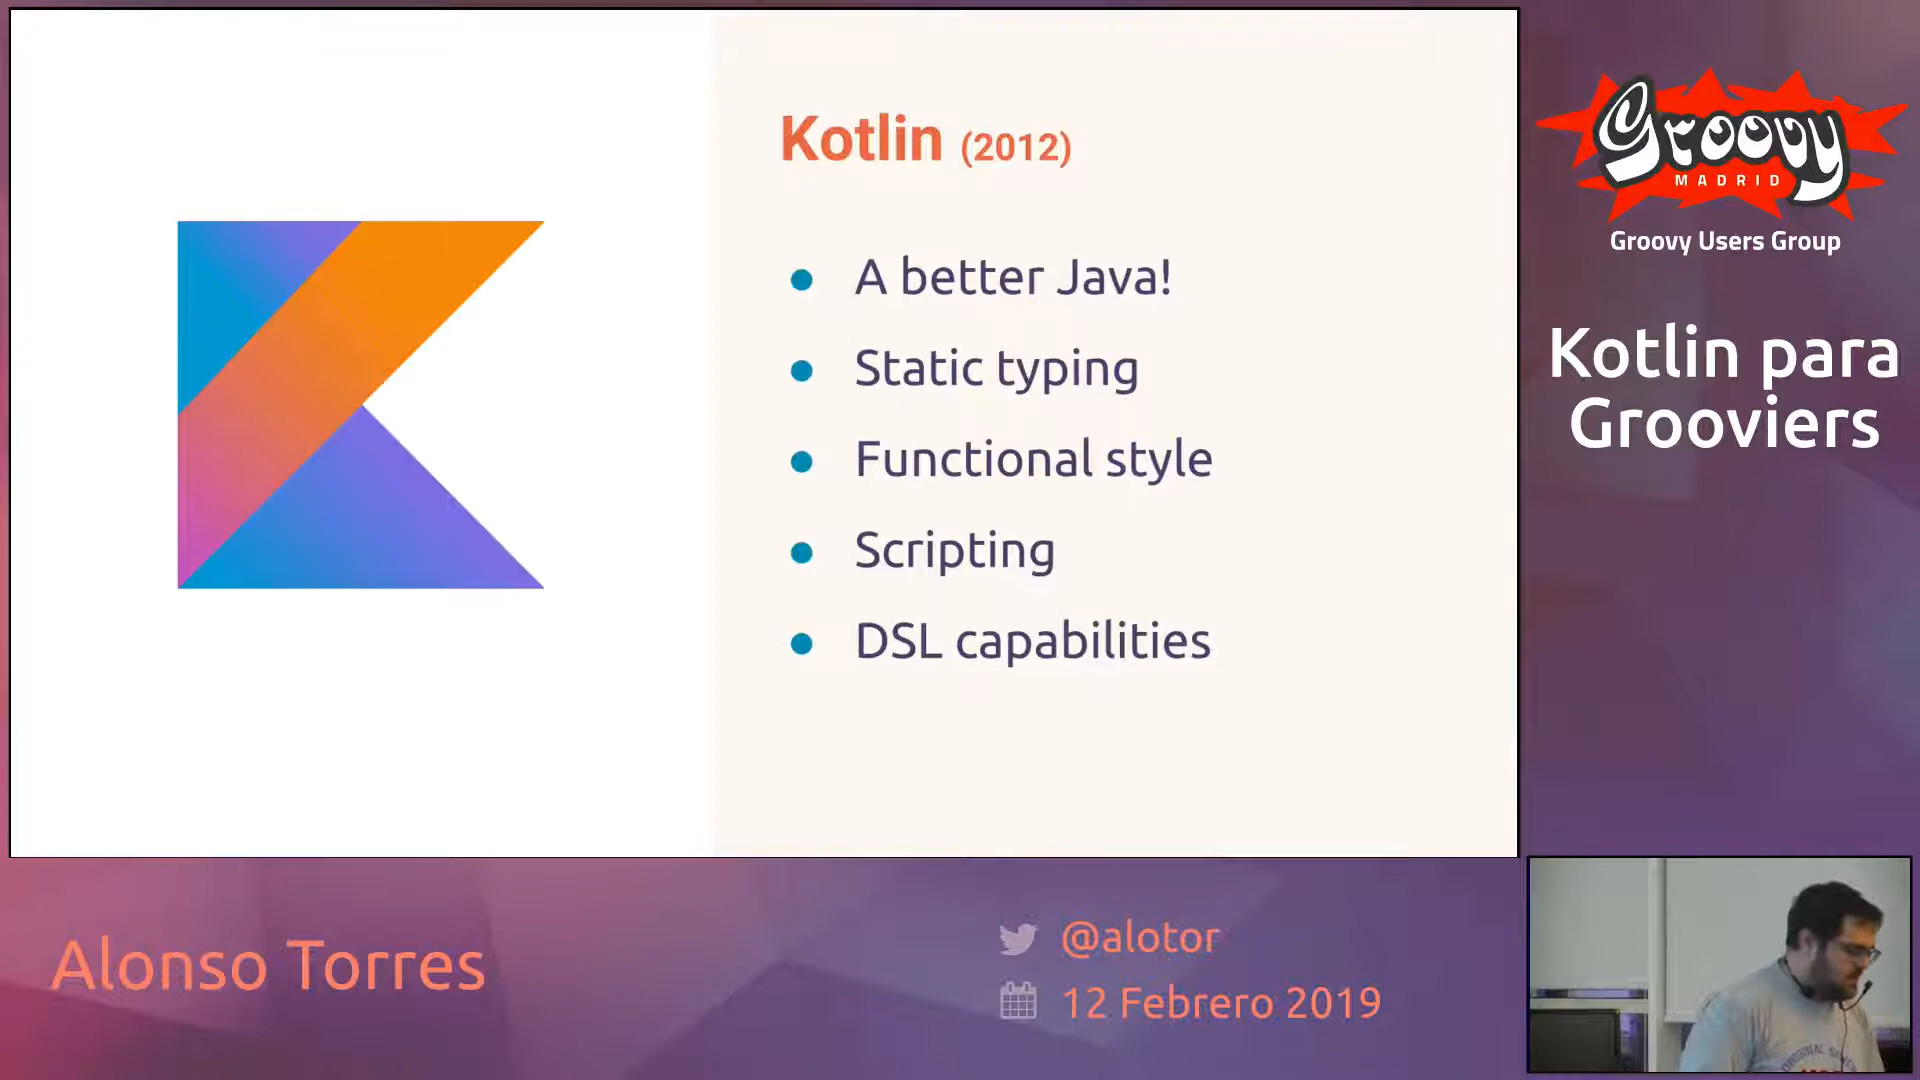 Kotlin (2012)
A better Java!
Static typing
Functional style
Scripting
DSL capabilities
Groovy
MADRID
Groovy Users Group
Kotlin para
Grooviers
Alonso Torres
@alotor
12 Febrero 2019